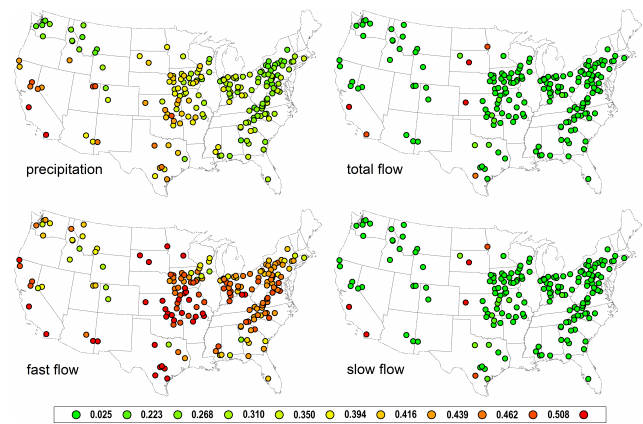 precipitation
total flow
fast flow
slow flow
0.025 0.223 0.268 0.310 0.350 0.394 0.416 0.439 0.462 0.508